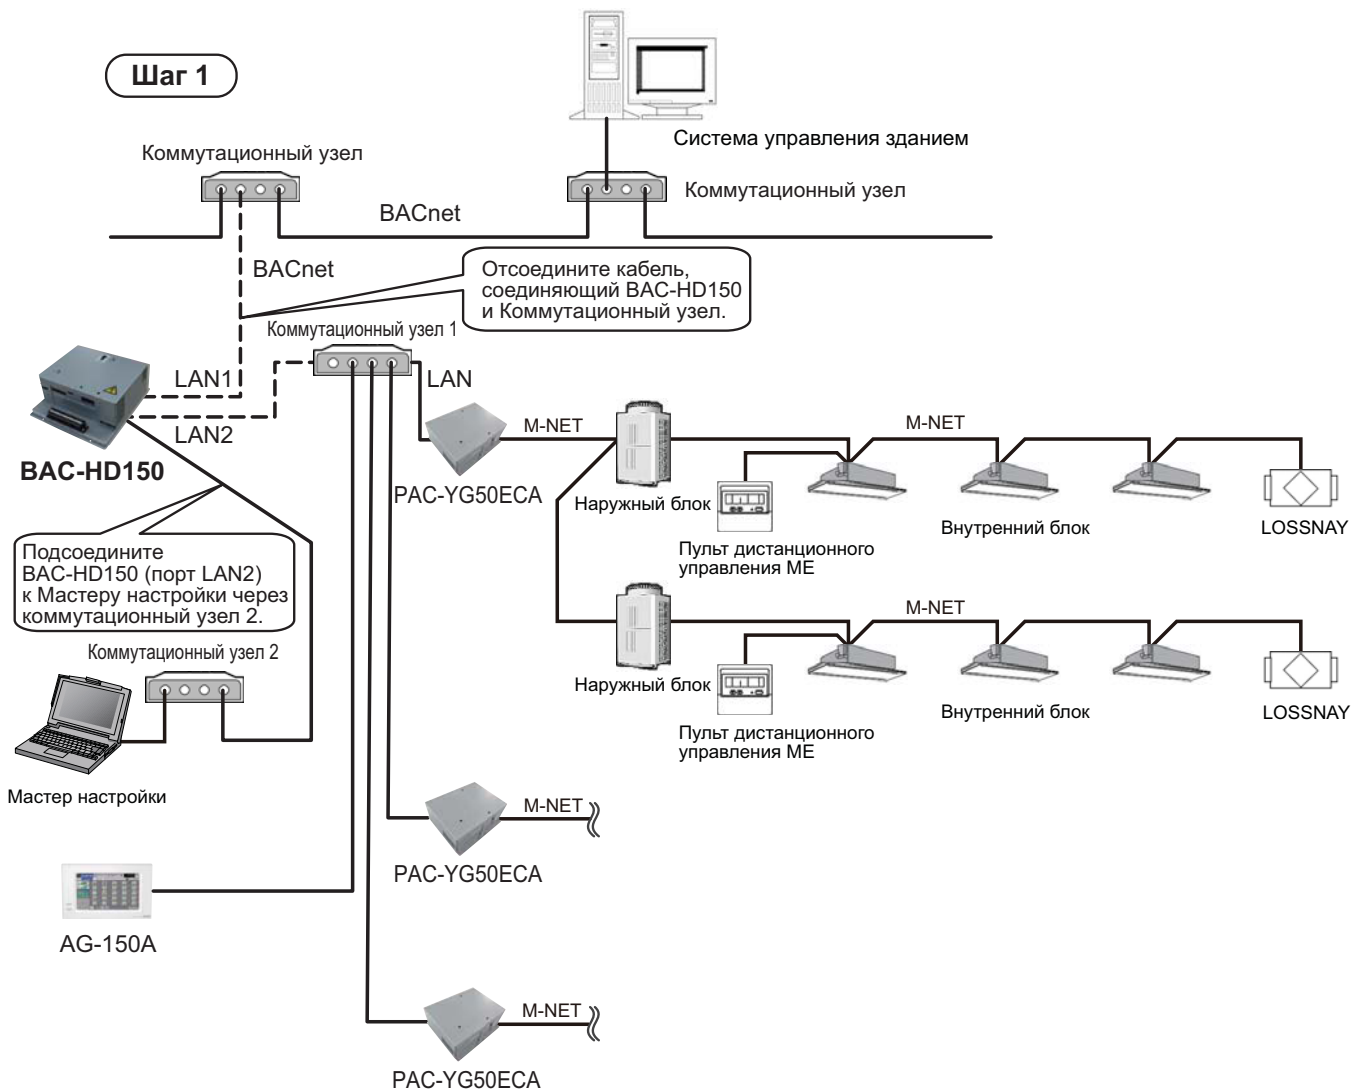 Шаг 1
Система управления зданием
Коммутационный узел
Коммутационный узел
BACnet
BACnet
Отсоедините кабель,
соединяющий BAC-HD150
и Коммутационный узел.
Коммутационный узел 1
LAN1
LAN
LAN2
BAC-HD150
PAC-YG50ECA
M-NET
M-NET
Наружный блок
Пульт дистанционного
управления ME
Внутренний блок
LOSSNAY
Подсоедините
BAC-HD150 (порт LAN2)
к Мастеру настройки через
коммутационный узел 2.
M-NET
Коммутационный узел 2
Наружный блок
Пульт дистанционного
управления ME
Внутренний блок
LOSSNAY
Мастер настройки
M-NET
PAC-YG50ECA
AG-150A
M-NET
PAC-YG50ECA